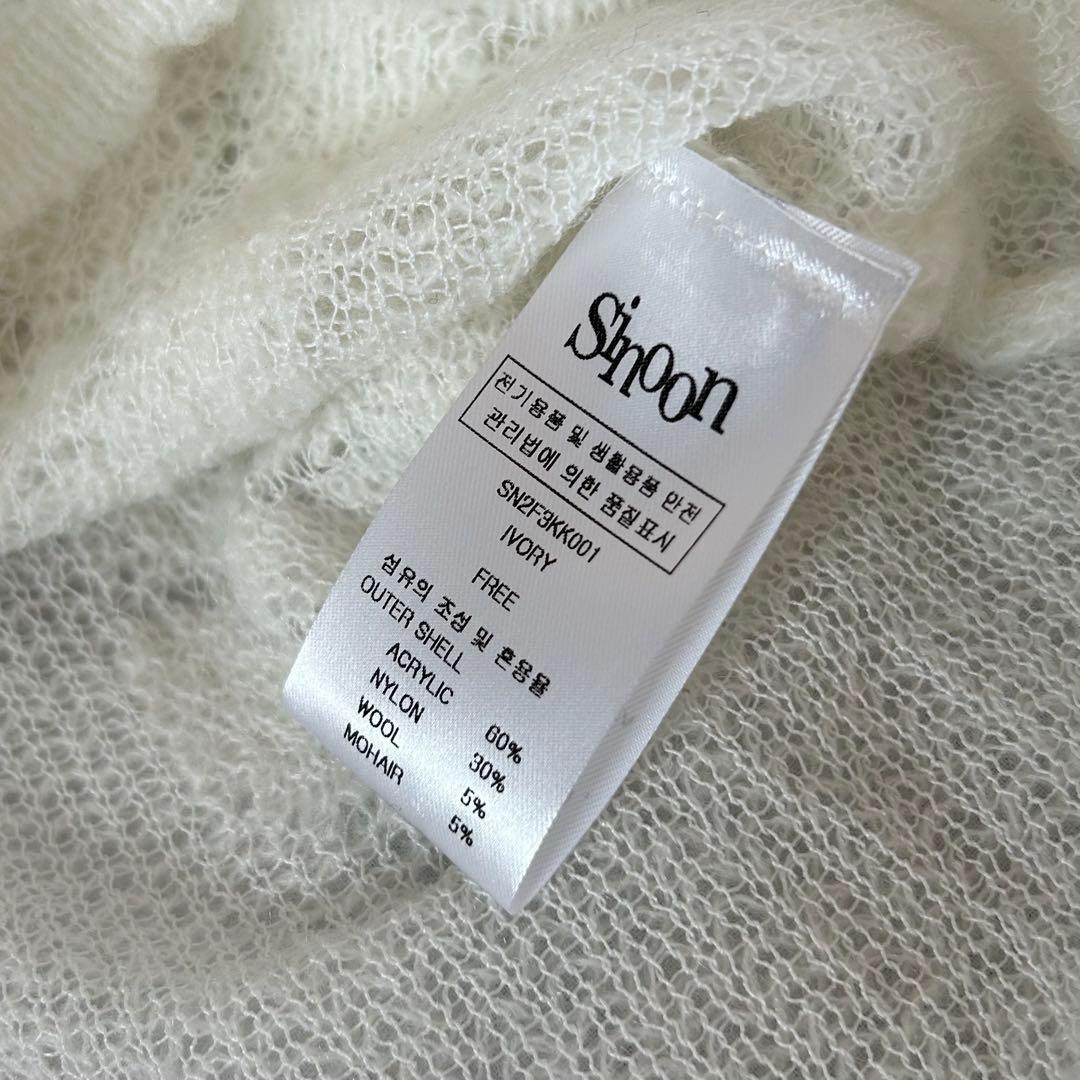 Sinoon
전기용품 및 생활용품 안전
관리법에 의한 품질표시
SN2F3KK001
IVORY
FREE
섬유의 조성 및 혼용율
OUTER SHELL
ACRYLIC 60%
NYLON 30%
WOOL 5%
MOHAIR 5%